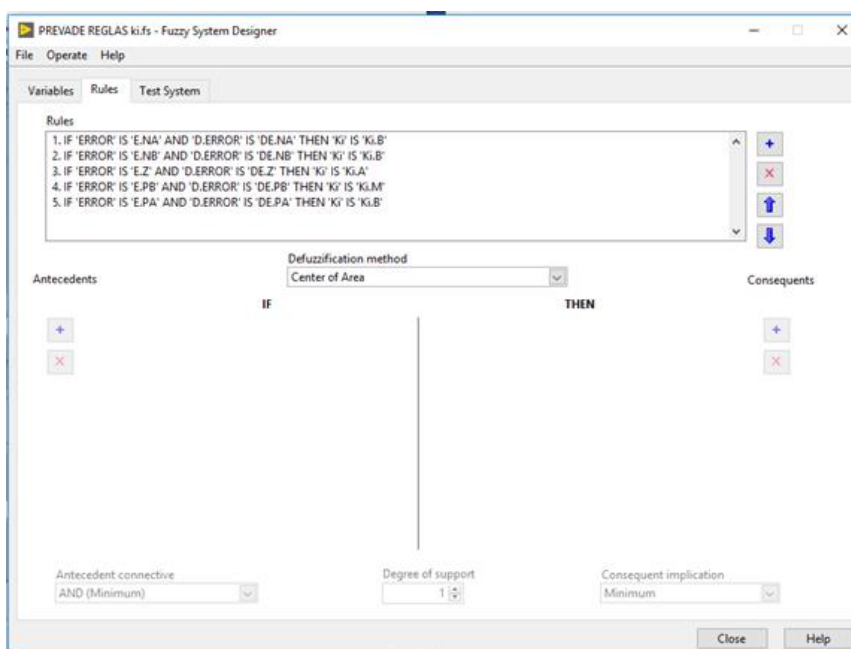 PREVADE REGLAS ki.fs - Fuzzy System Designer
File Operate Help
Variables Rules Test System
Rules
1. IF 'ERROR' IS 'E.NA' AND 'D.ERROR' IS 'DE.NA' THEN 'Ki' IS 'Ki.B'
2. IF 'ERROR' IS 'E.NB' AND 'D.ERROR' IS 'DE.NB' THEN 'Ki' IS 'Ki.B'
3. IF 'ERROR' IS 'E.Z' AND 'D.ERROR' IS 'DE.Z' THEN 'Ki' IS 'Ki.A'
4. IF 'ERROR' IS 'E.PB' AND 'D.ERROR' IS 'DE.PB' THEN 'Ki' IS 'Ki.M'
5. IF 'ERROR' IS 'E.PA' AND 'D.ERROR' IS 'DE.PA' THEN 'Ki' IS 'Ki.B'
Defuzzification method
Center of Area
Antecedents
Consequents
IF
THEN
Antecedent connective
AND (Minimum)
Degree of support
1
Consequent implication
Minimum
Close
Help